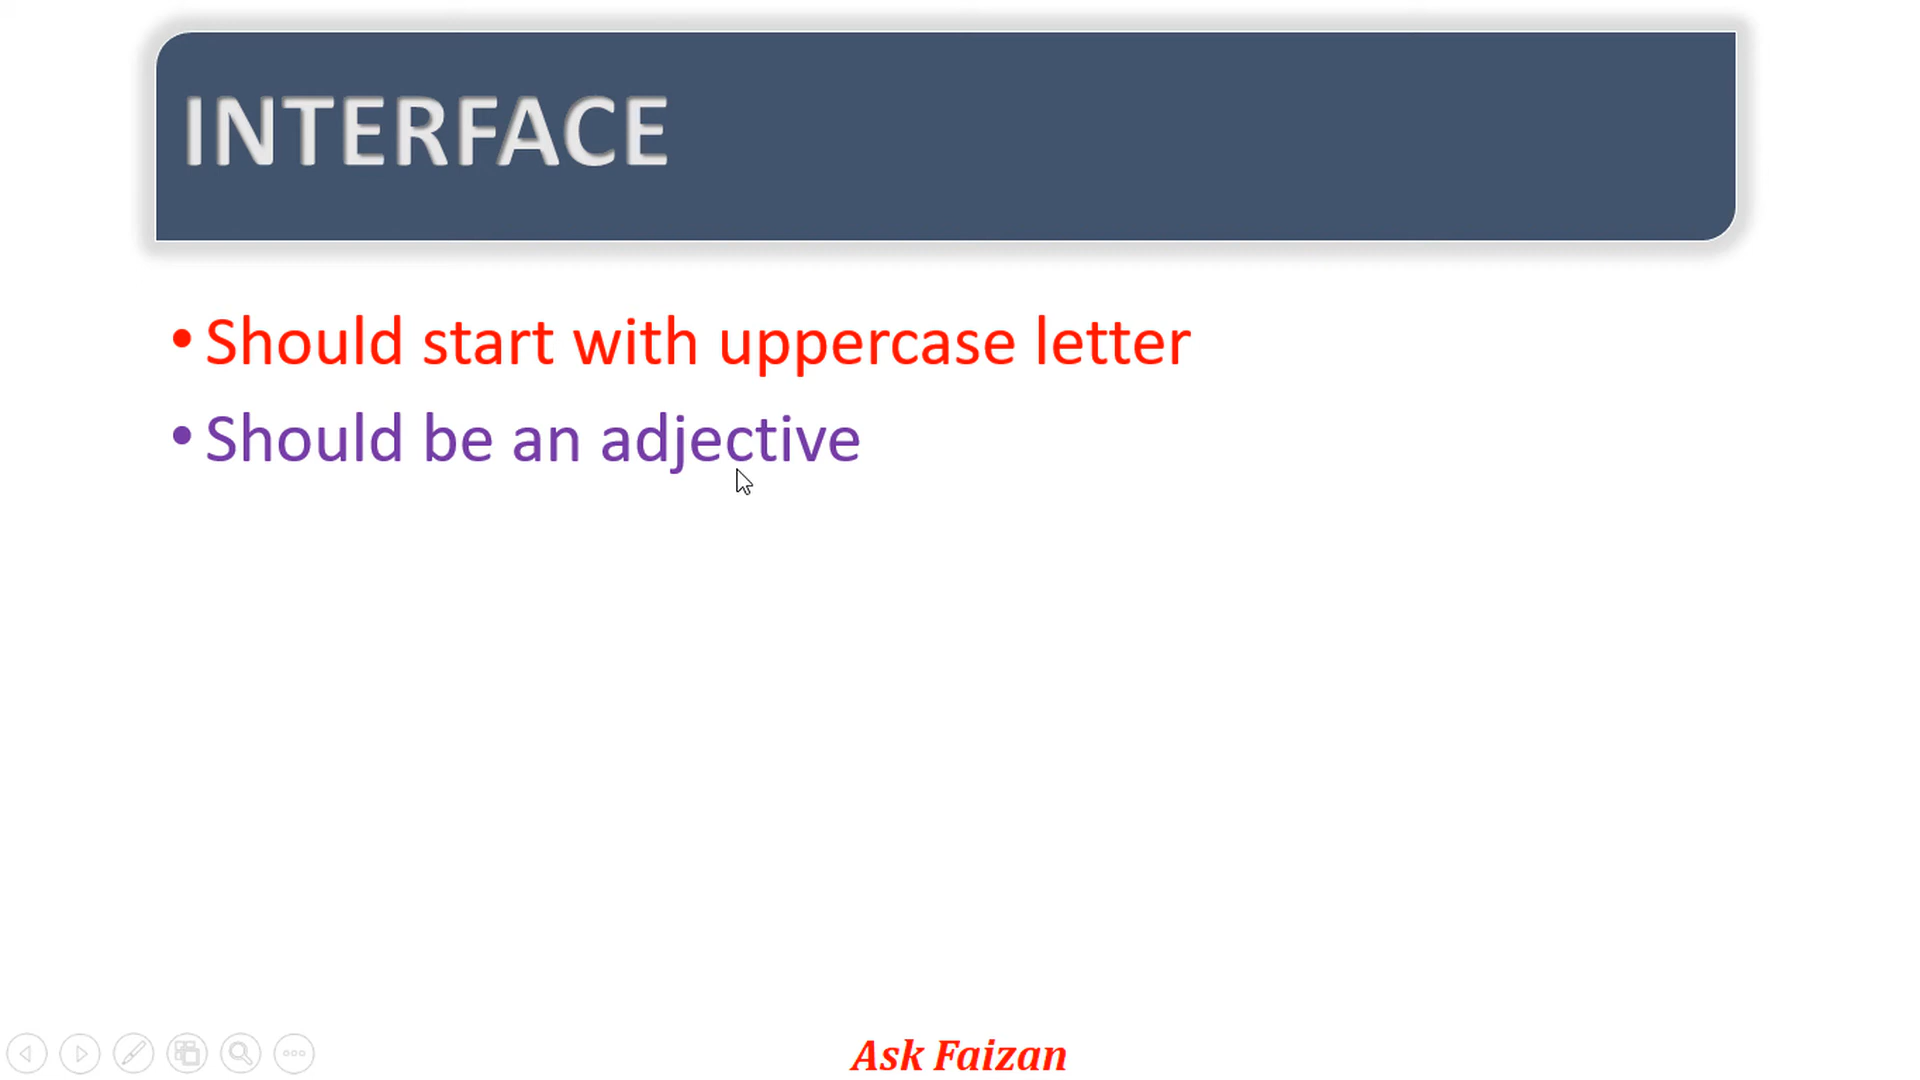 INTERFACE
• Should start with uppercase letter
• Should be an adjective
Ask Faizan